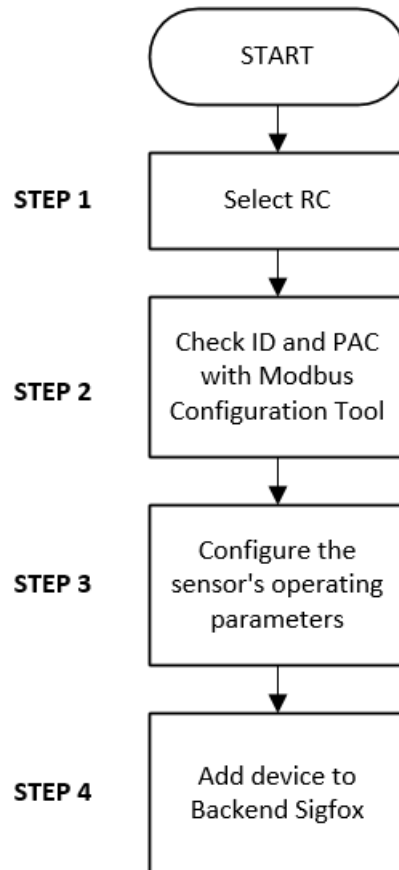 START
STEP 1
Select RC
STEP 2
Check ID and PAC
with Modbus
Configuration Tool
STEP 3
Configure the
sensor's operating
parameters
STEP 4
Add device to
Backend Sigfox